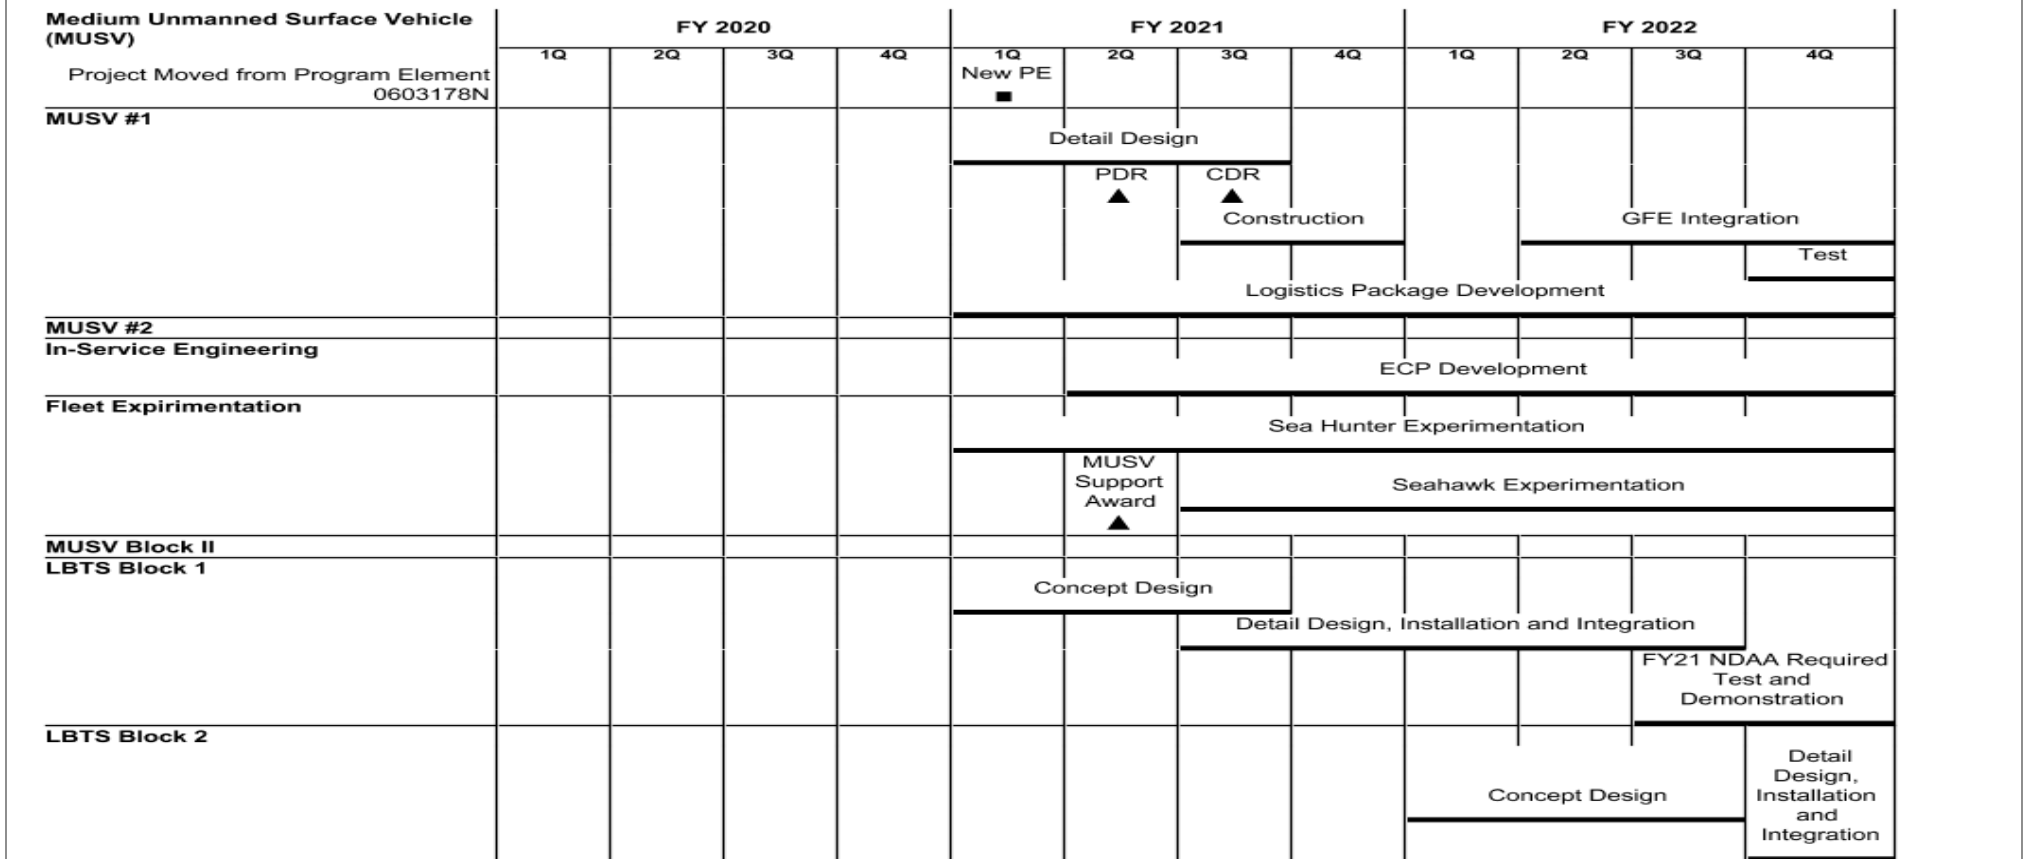 Medium Unmanned Surface Vehicle
(MUSV)
FY 2020
FY 2021
FY 2022
1Q 2Q 3Q 4Q 1Q 2Q 3Q 4Q 1Q 2Q 3Q 4Q
Project Moved from Program Element
0603178N
New PE
MUSV #1
Detail Design
PDR
CDR
Construction
GFE Integration
Test
Logistics Package Development
MUSV #2
In-Service Engineering
ECP Development
Fleet Expirimentation
Sea Hunter Experimentation
MUSV
Support
Award
Seahawk Experimentation
MUSV Block II
LBTS Block 1
Concept Design
Detail Design, Installation and Integration
FY21 NDAA Required
Test and
Demonstration
LBTS Block 2
Concept Design
Detail
Design,
Installation
and
Integration